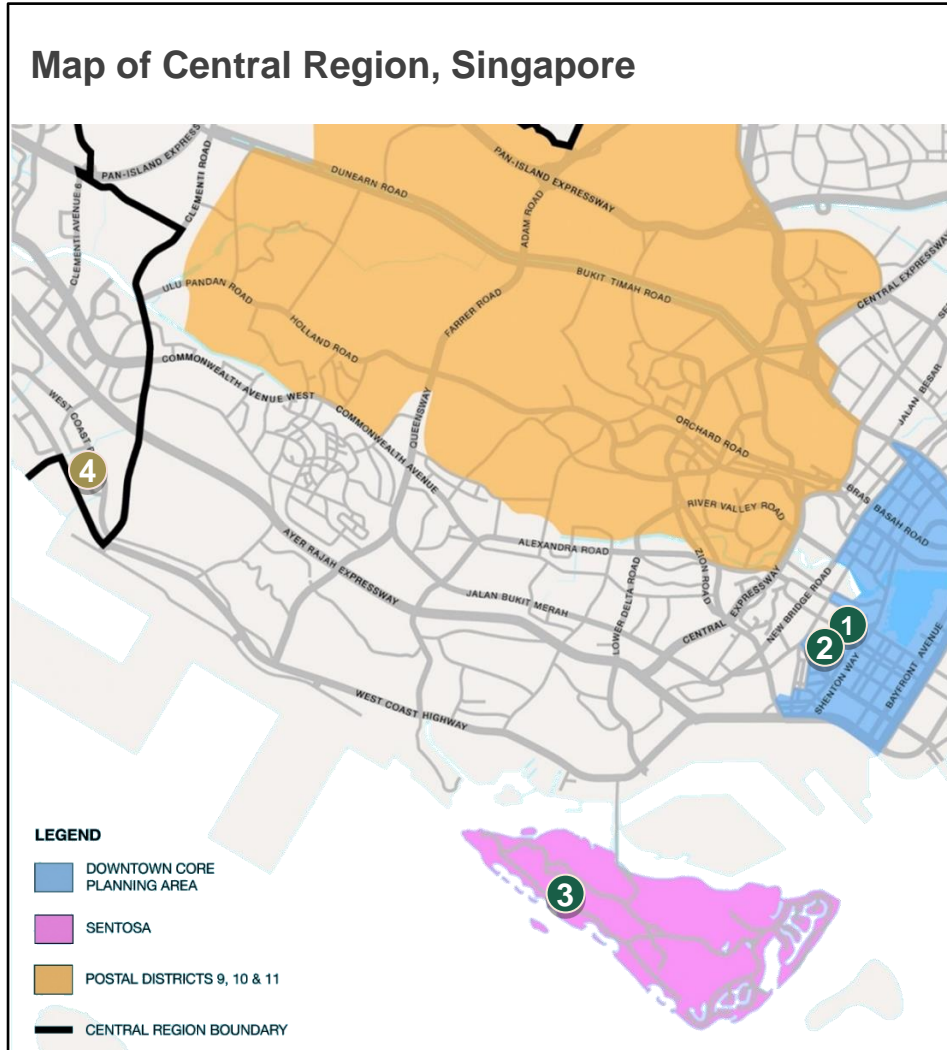 Map of Central Region, Singapore
PAN-ISLAND EXPRESS
CLEMENTI ROAD
CLEMENTI AVENUE 6
DUNEARN ROAD
PAN-ISLAND EXPRESSWAY
ADAM ROAD
BUKIT TIMAH ROAD
CENTRAL EXPRESSWAY
ULU PANDAN ROAD
HOLLAND ROAD
FARRER ROAD
COMMONWEALTH AVENUE WEST
COMMONWEALTH AVENUE
QUEENSWAY
JALAN BESAR
WEST COAST
ORCHARD ROAD
BRAS BASAH ROAD
RIVER VALLEY ROAD
4
AYER RAJAH EXPRESSWAY
ALEXANDRA ROAD
JALAN BUKIT MERAH
LOWER DELTA ROAD
ZION ROAD
CENTRAL EXPRESSWAY
NEW BRIDGE ROAD
1
2
SHENTON WAY
BAYFRONT AVENUE
WEST COAST HIGHWAY
3
LEGEND
DOWNTOWN CORE
PLANNING AREA
SENTOSA
POSTAL DISTRICTS 9, 10 & 11
CENTRAL REGION BOUNDARY